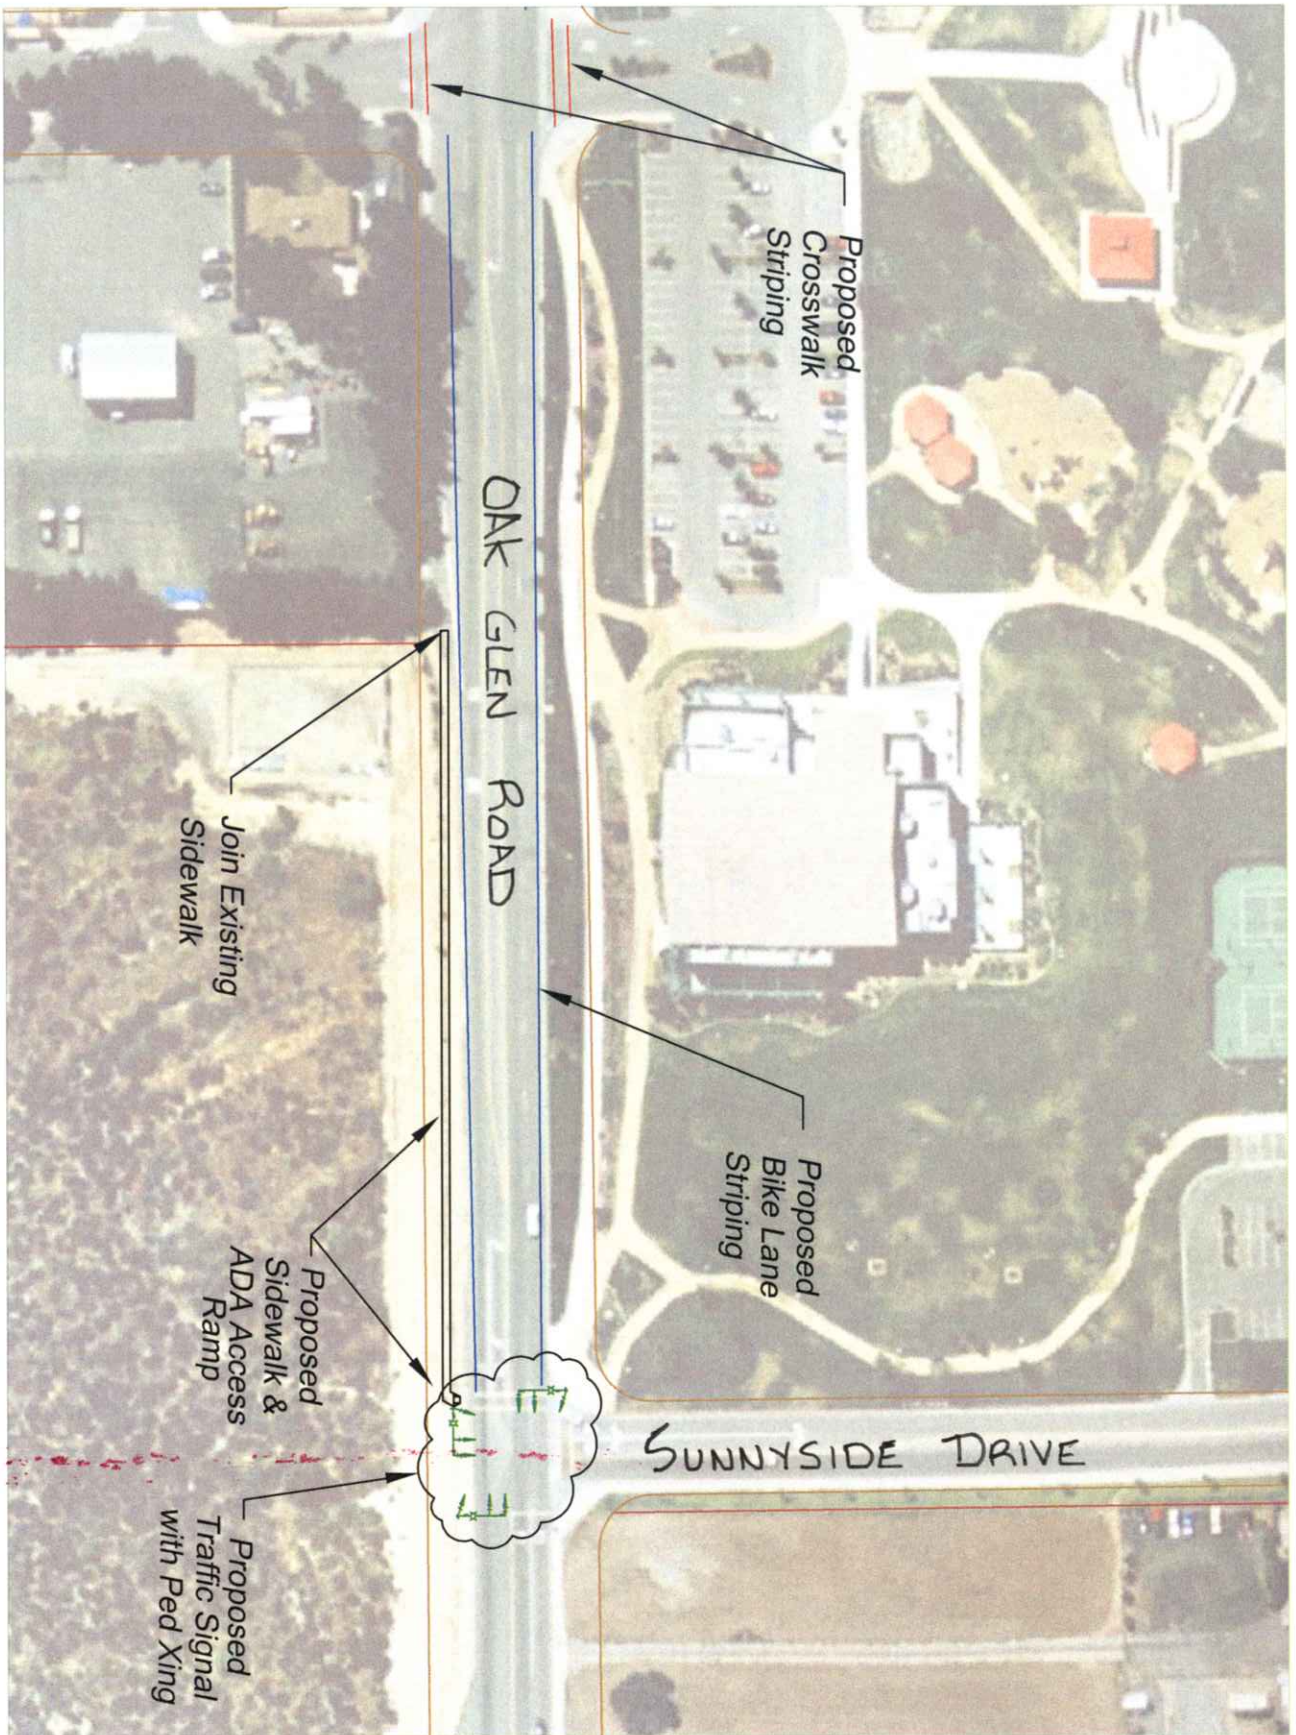 Proposed
Crosswalk
Striping
OAK GLEN ROAD
Join Existing
Sidewalk
Proposed
Bike Lane
Striping
Proposed
Sidewalk &
ADA Access
Ramp
SUNNYSIDE DRIVE
Proposed
Traffic Signal
with Ped Xing